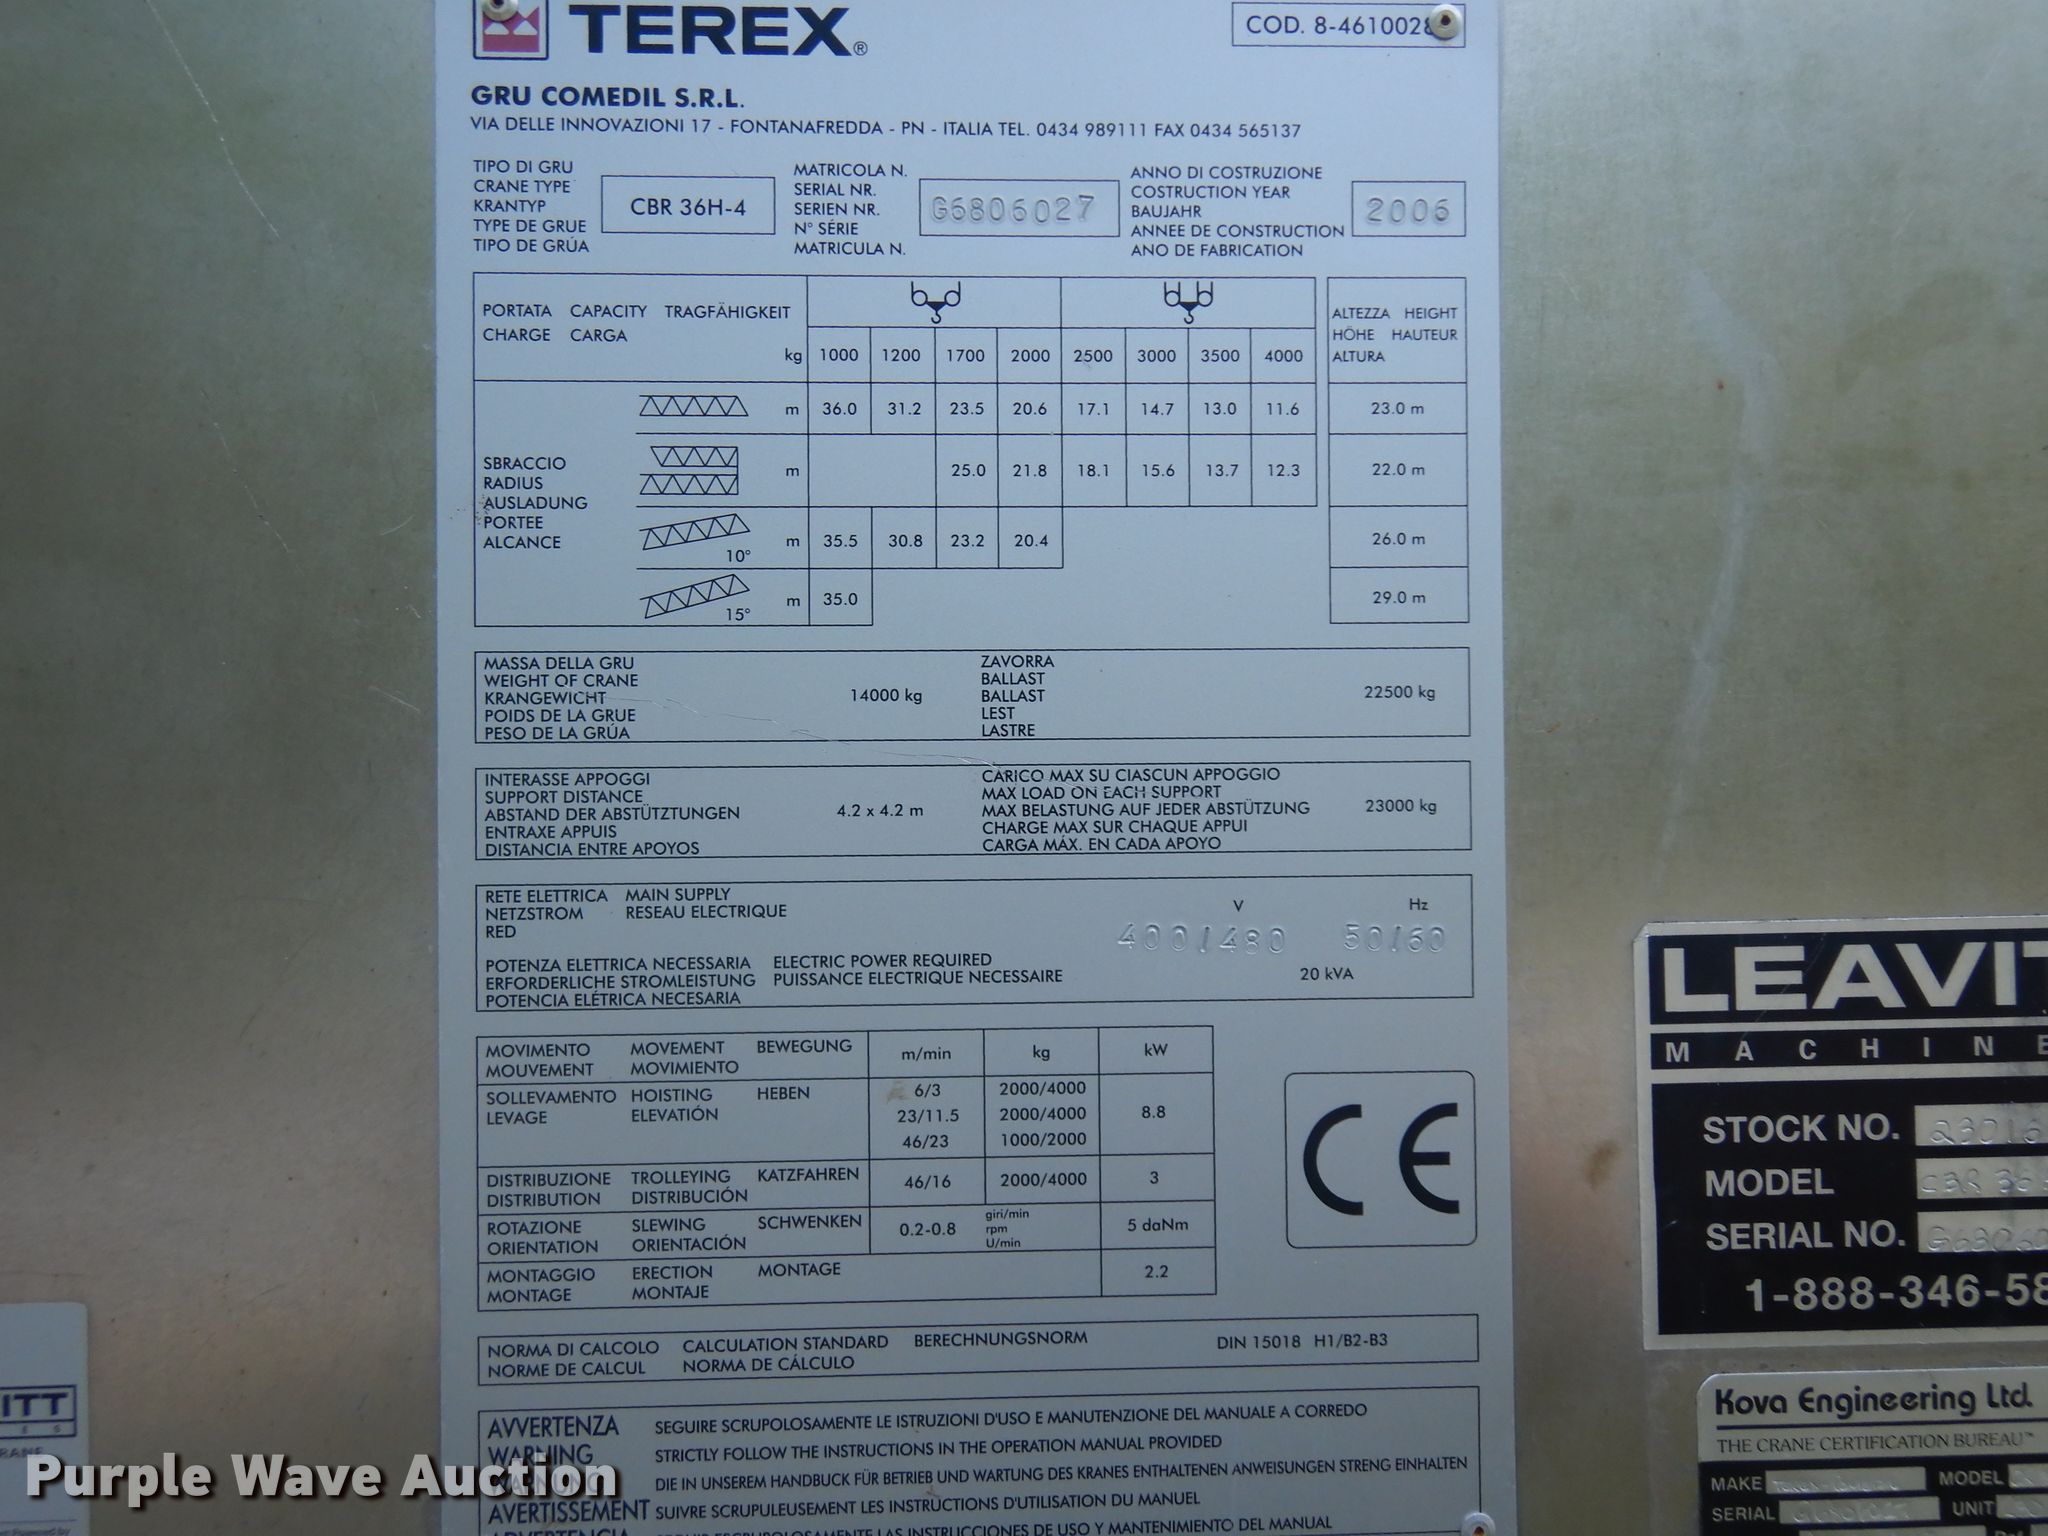 TEREX®
COD. 8-461002
GRU COMEDIL S.R.L.
VIA DELLE INNOVAZIONI 17 - FONTANAFREDDA - PN - ITALIA TEL. 0434 989111 FAX 0434 565137
TIPO DI GRU
CRANE TYPE
KRANTYP
TYPE DE GRUE
TIPO DE GRÚA
CBR 36H-4
MATRICOLA N.
SERIAL NR.
SERIEN NR.
N° SÉRIE
MATRICULA N.
G6806027
ANNO DI COSTRUZIONE
COSTRUCTION YEAR
BAUJAHR
ANNEE DE CONSTRUCTION
ANO DE FABRICATION
2006
PORTATA CAPACITY TRAGFÄHIGKEIT
CHARGE CARGA
kg 1000 1200 1700 2000 2500 3000 3500 4000
ALTEZZA HEIGHT
HÖHE HAUTEUR
ALTURA
SBRACCIO
RADIUS
AUSLADUNG
PORTEE
ALCANCE
m 36.0 31.2 23.5 20.6 17.1 14.7 13.0 11.6 23.0 m
m 25.0 21.8 18.1 15.6 13.7 12.3 22.0 m
10° m 35.5 30.8 23.2 20.4 26.0 m
15° m 35.0 29.0 m
MASSA DELLA GRU
WEIGHT OF CRANE
KRANGEWICHT
POIDS DE LA GRUE
PESO DE LA GRÚA
14000 kg
ZAVORRA
BALLAST
BALLAST
LEST
LASTRE
22500 kg
INTERASSE APPOGGI
SUPPORT DISTANCE
ABSTAND DER ABSTÜTZTUNGEN
ENTRAXE APPUIS
DISTANCIA ENTRE APOYOS
4.2 x 4.2 m
CARICO MAX SU CIASCUN APPOGGIO
MAX LOAD ON EACH SUPPORT
MAX BELASTUNG AUF JEDER ABSTÜTZUNG
CHARGE MAX SUR CHAQUE APPUI
CARGA MÁX. EN CADA APOYO
23000 kg
RETE ELETTRICA MAIN SUPPLY
NETZSTROM RESEAU ELECTRIQUE
RED
V Hz
400/480 50/60
POTENZA ELETTRICA NECESSARIA ELECTRIC POWER REQUIRED
ERFORDERLICHE STROMLEISTUNG PUISSANCE ELECTRIQUE NECESSAIRE
POTENCIA ELÉTRICA NECESARIA
20 kVA
MOVIMENTO MOVEMENT BEWEGUNG
MOUVEMENT MOVIMIENTO
m/min kg kW
SOLLEVAMENTO HOISTING HEBEN
LEVAGE ELEVATIÓN
6/3 2000/4000
23/11.5 2000/4000 8.8
46/23 1000/2000
DISTRIBUZIONE TROLLEYING KATZFAHREN
DISTRIBUTION DISTRIBUCIÓN
46/16 2000/4000 3
ROTAZIONE SLEWING SCHWENKEN
ORIENTATION ORIENTACIÓN
0.2-0.8
giri/min
rpm
U/min
5 daNm
MONTAGGIO ERECTION MONTAGE
MONTAGE MONTAJE
2.2
CE
NORMA DI CALCOLO CALCULATION STANDARD BERECHNUNGSNORM
NORME DE CALCUL NORMA DE CÁLCULO
DIN 15018 H1/B2-B3
AVVERTENZA SEGUIRE SCRUPOLOSAMENTE LE ISTRUZIONI D'USO E MANUTENZIONE DEL MANUALE A CORREDO
WARNING STRICTLY FOLLOW THE INSTRUCTIONS IN THE OPERATION MANUAL PROVIDED
WARNUNG DIE IN UNSEREM HANDBUCK FÜR BETRIEB UND WARTUNG DES KRANES ENTHALTENEN ANWEISUNGEN STRENG EINHALTEN
AVERTISSEMENT SUIVRE SCRUPULEUSEMENT LES INSTRUCTIONS D'UTILISATION DU MANUEL
ADVERTENCIA SEGUIR ESCRUPOLOSAMENTE LAS INSTRUCCIONES DE USO Y MANTENIMIENTO DEL MANUAL
LEAVIT
MACHINE
STOCK NO. 23016
MODEL CBR 36
SERIAL NO.
1-888-346-58
Kova Engineering Ltd.
THE CRANE CERTIFICATION BUREAU™
MAKE MODEL
SERIAL UNIT
ITT
Purple Wave Auction